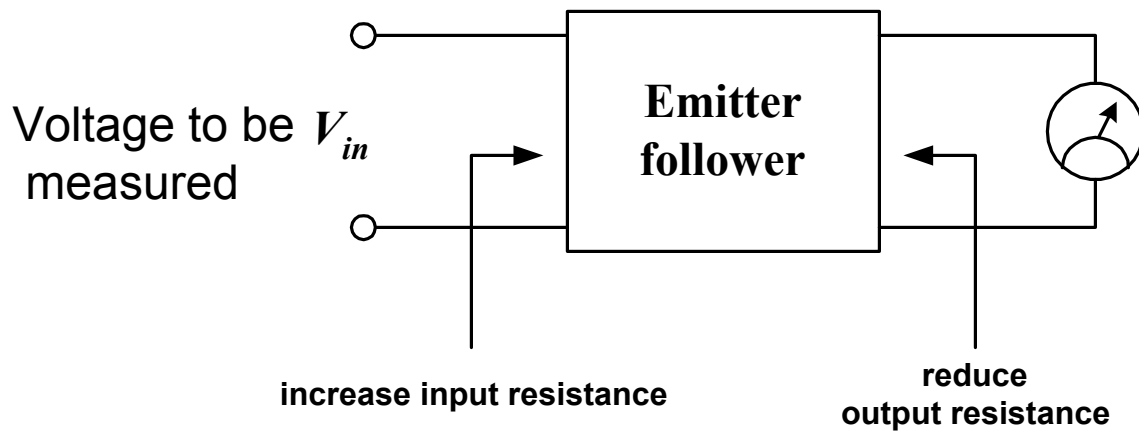 Voltage to be V_in
measured
Emitter
follower
increase input resistance
reduce
output resistance